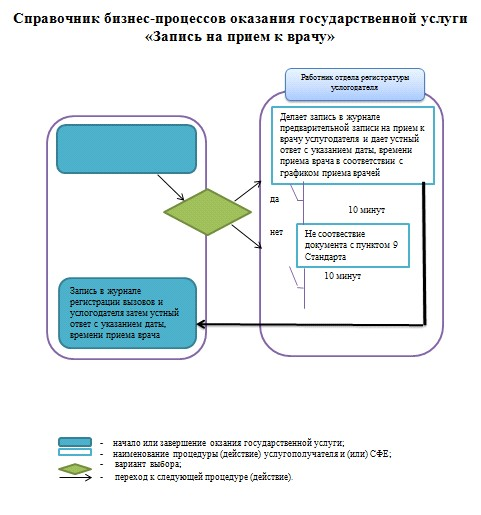 Справочник бизнес-процессов оказания государственной услуги
«Запись на прием к врачу»
Работник отдела регистратуры
услогодателя
Делает запись в журнале
предварительной записи на прием к
врачу услугодателя и дает устный
ответ с указанием даты, времени
приема врача в соответствии с
графиком приема врачей
да
10 минут
нет
Не соотвествие
документа с пунктом 9
Стандарта
10 минут
Запись в журнале
регистрации вызовов и
услогодателя затем устный
ответ с указанием даты,
времени приема врача
- начало или завершение окзания государственной услуги;
- наименование процедуры (действие) услугополучателя и (или) СФЕ;
- вариант выбора;
- переход к следующей процедуре (действие).